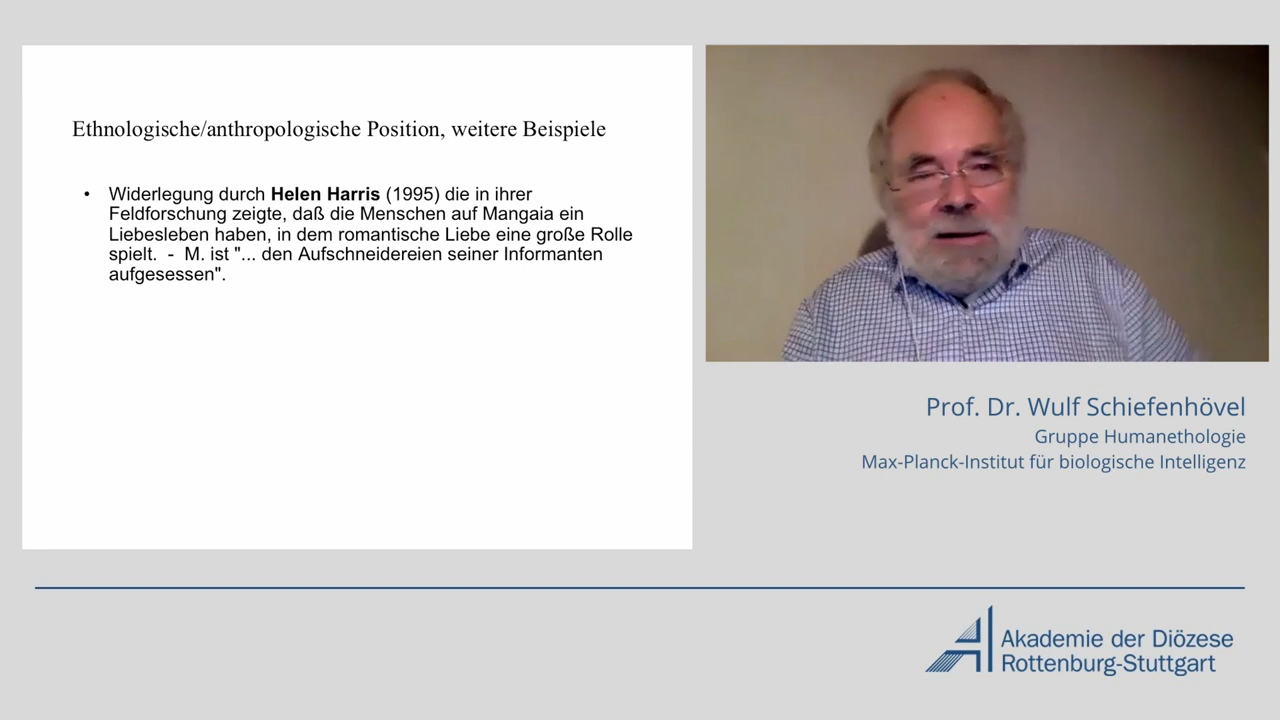 Ethnologische/anthropologische Position, weitere Beispiele
• Widerlegung durch Helen Harris (1995) die in ihrer
Feldforschung zeigte, daß die Menschen auf Mangaia ein
Liebesleben haben, in dem romantische Liebe eine große Rolle
spielt. - M. ist "... den Aufschneidereien seiner Informanten
aufgesessen".
Prof. Dr. Wulf Schiefenhövel
Gruppe Humanethologie
Max-Planck-Institut für biologische Intelligenz
Akademie der Diözese
Rottenburg-Stuttgart